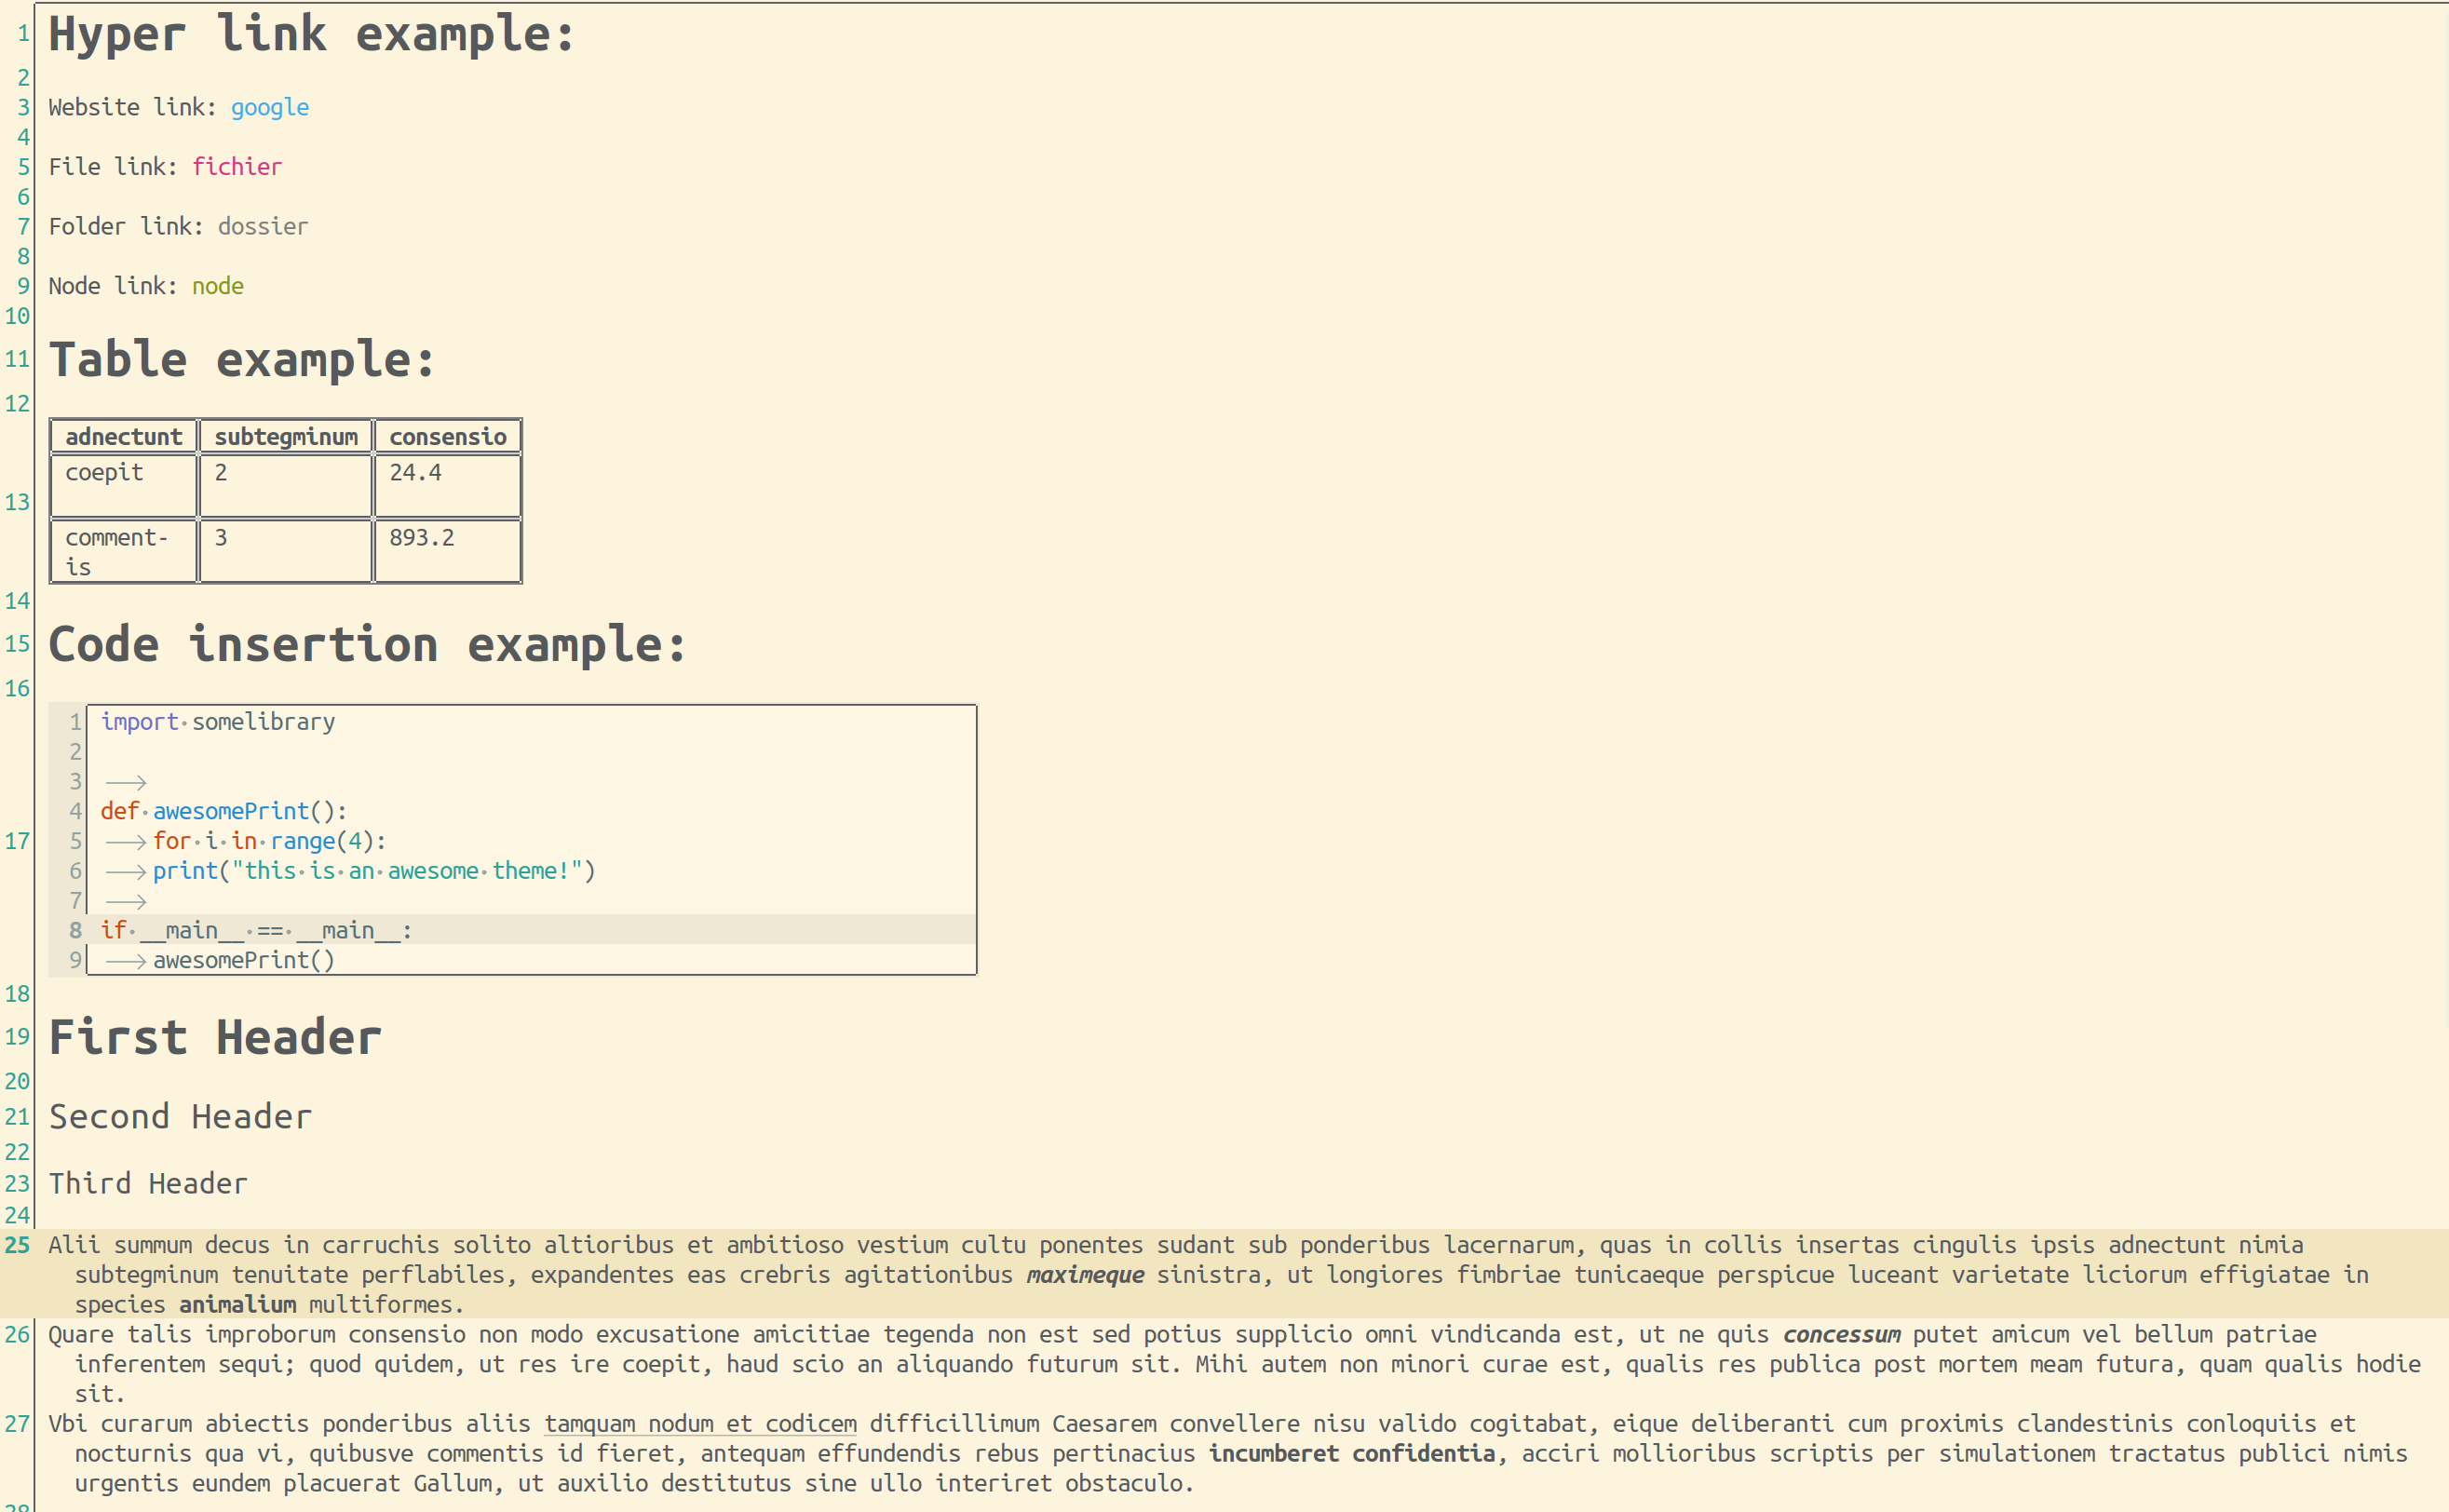 1 Hyper link example:
2
3 Website link: google
4
5 File link: fichier
6
7 Folder link: dossier
8
9 Node link: node
10
11 Table example:
12
adnectunt subtegminum consensio
coepit 2 24.4
13
comment- 3 893.2
is
14
15 Code insertion example:
16
1 import·somelibrary
2
3 ⟶
4 def·awesomePrint():
17 5 ⟶for·i·in·range(4):
6 ⟶print("this·is·an·awesome·theme!")
7 ⟶
8 if·__main__·==·__main__:
9 ⟶awesomePrint()
18
19 First Header
20
21 Second Header
22
23 Third Header
24
25 Alii summum decus in carruchis solito altioribus et ambitioso vestium cultu ponentes sudant sub ponderibus lacernarum, quas in collis insertas cingulis ipsis adnectunt nimia
subtegminum tenuitate perflabiles, expandentes eas crebris agitationibus maximeque sinistra, ut longiores fimbriae tunicaeque perspicue luceant varietate liciorum effigiatae in
species animalium multiformes.
26 Quare talis improborum consensio non modo excusatione amicitiae tegenda non est sed potius supplicio omni vindicanda est, ut ne quis concessum putet amicum vel bellum patriae
inferentem sequi; quod quidem, ut res ire coepit, haud scio an aliquando futurum sit. Mihi autem non minori curae est, qualis res publica post mortem meam futura, quam qualis hodie
sit.
27 Vbi curarum abiectis ponderibus aliis tamquam nodum et codicem difficillimum Caesarem convellere nisu valido cogitabat, eique deliberanti cum proximis clandestinis conloquiis et
nocturnis qua vi, quibusve commentis id fieret, antequam effundendis rebus pertinacius incumberet confidentia, acciri mollioribus scriptis per simulationem tractatus publici nimis
urgentis eundem placuerat Gallum, ut auxilio destitutus sine ullo interiret obstaculo.
28